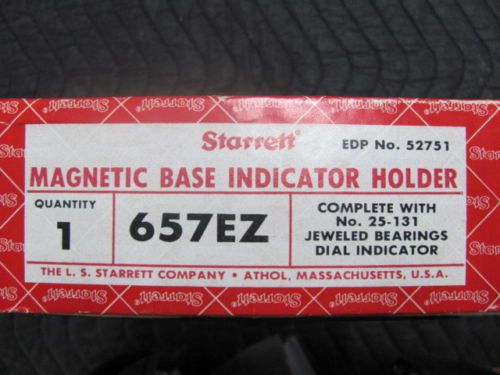 Starrett®
EDP No. 52751
MAGNETIC BASE INDICATOR HOLDER
QUANTITY
1
657EZ
COMPLETE WITH
No. 25-131
JEWELED BEARINGS
DIAL INDICATOR
THE L. S. STARRETT COMPANY • ATHOL, MASSACHUSETTS, U.S.A.